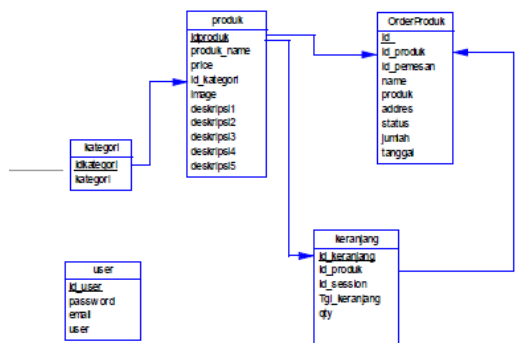 produk
idproduk
produk_name
price
id_kategori
image
deskripsi1
deskripsi2
deskripsi3
deskripsi4
deskripsi5
OrderProduk
id_
id_produk
id_pemesan
name
produk
addres
status
jumlah
tanggal
kategori
idkategori
kategori
user
id_user
password
email
user
keranjang
id_keranjang
id_produk
id_session
Tgl_keranjang
qty